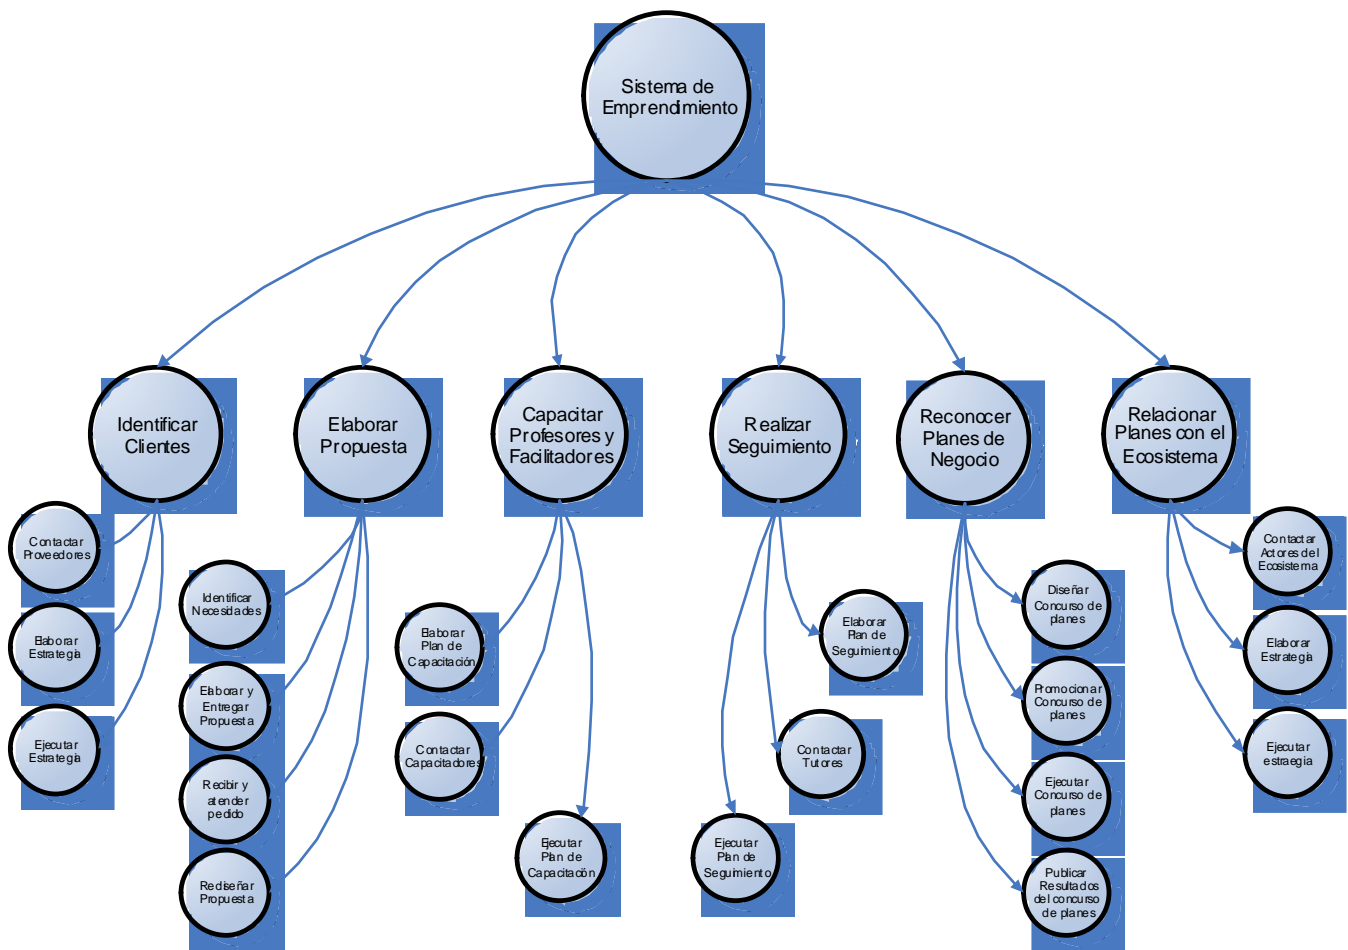 Sistema de
Emprendimiento
Identificar
Clientes
Elaborar
Propuesta
Capacitar
Profesores y
Facilitadores
Realizar
Seguimiento
Reconocer
Planes de
Negocio
Relacionar
Planes con el
Ecosistema
Contactar
Proveedores
Elaborar
Estrategia
Ejecutar
Estrategia
Identificar
Necesidades
Elaborar y
Entregar
Propuesta
Recibir y
atender
pedido
Rediseñar
Propuesta
Elaborar
Plan de
Capacitación
Contactar
Capacitadores
Ejecutar
Plan de
Capacitación
Elaborar
Plan de
Seguimiento
Contactar
Tutores
Ejecutar
Plan de
Seguimiento
Diseñar
Concurso de
planes
Promocionar
Concurso de
planes
Ejecutar
Concurso de
planes
Publicar
Resultados
del concurso
de planes
Contactar
Actores del
Ecosistema
Elaborar
Estrategia
Ejecutar
estraegia